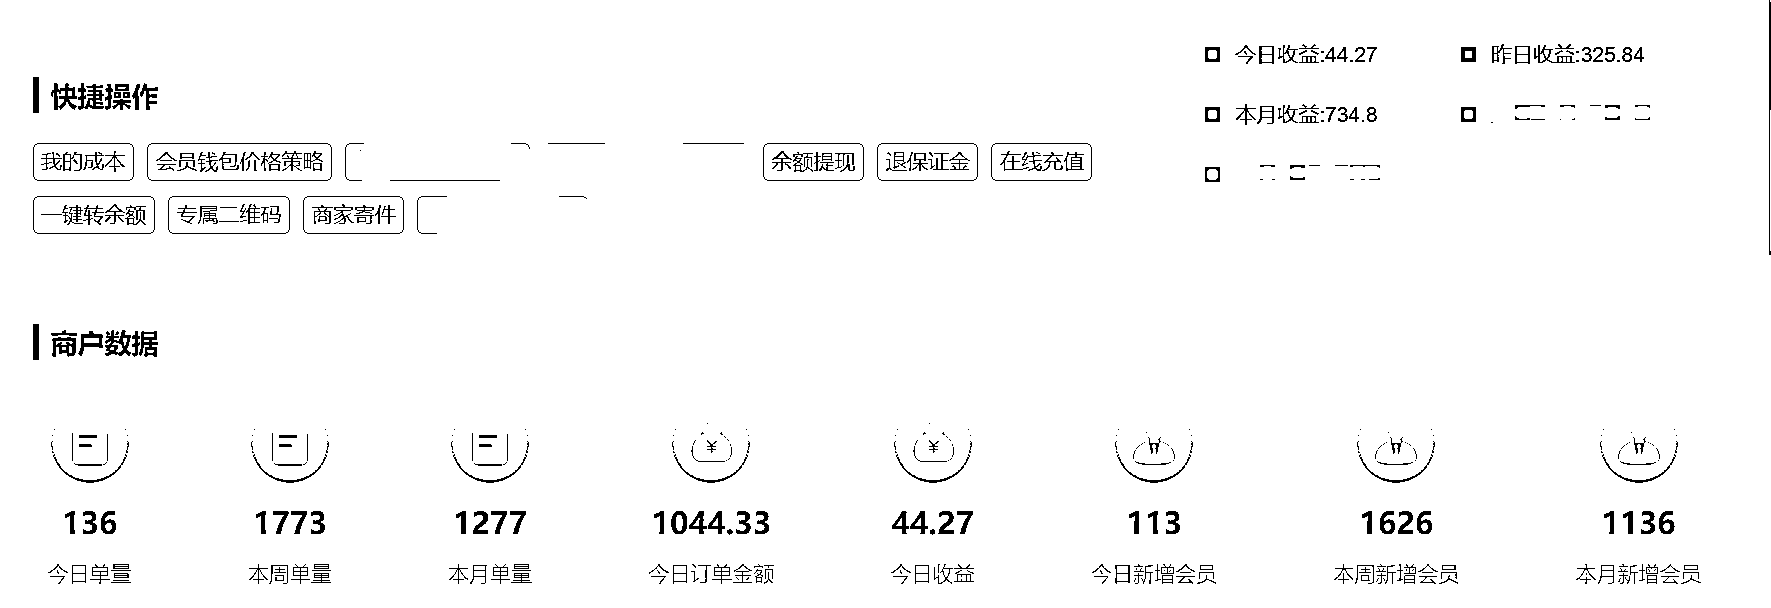 今日收益:44.27 昨日收益:325.84
快捷操作
本月收益:734.8
我的成本 会员钱包价格策略 余额提现 退保证金 在线充值
一键转余额 专属二维码 商家寄件
商户数据
136 1773 1277 1044.33 44.27 113 1626 1136
今日单量 本周单量 本月单量 今日订单金额 今日收益 今日新增会员 本周新增会员 本月新增会员